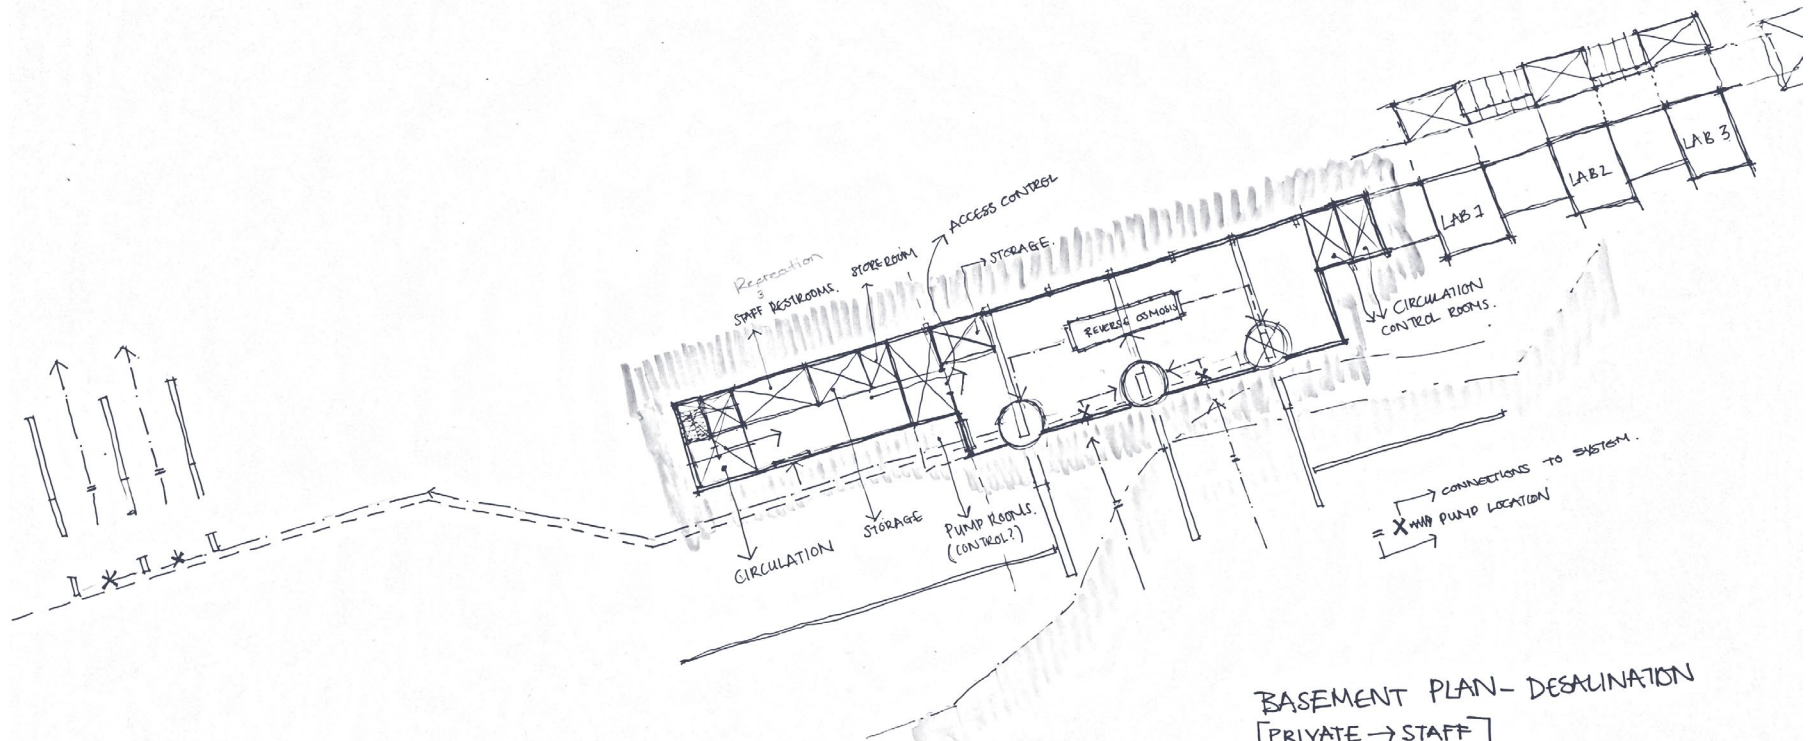 LAB 3
LAB 2
LAB 1
ACCESS CONTROL
STORAGE.
STOREROOM
Recreation
&
STAFF RESTROOMS.
REVERSE OSMOSIS
CIRCULATION
CONTROL ROOMS.
CONNECTIONS TO SYSTEM.
= X PUMP LOCATION
STORAGE
PUMP ROOMS.
(CONTROL?)
CIRCULATION
BASEMENT PLAN - DESALINATION
[PRIVATE → STAFF]